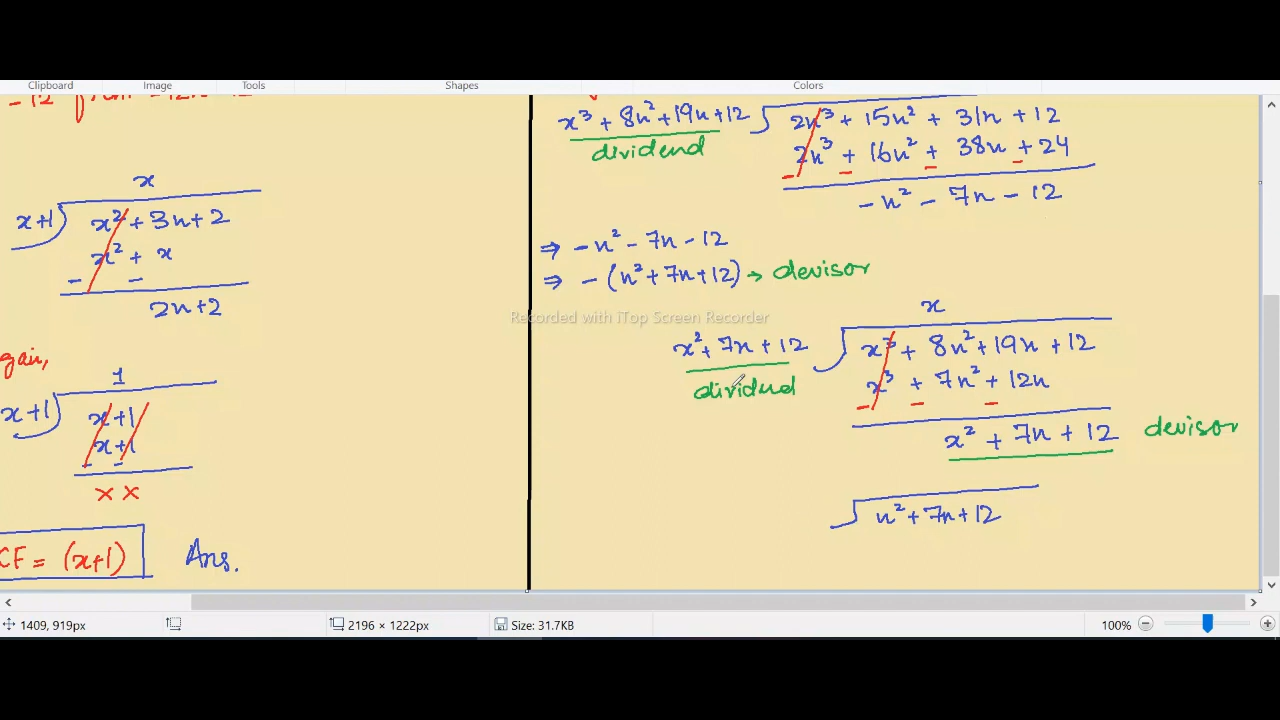 Clipboard Image Tools Shapes Colors
x+1 x
x² + 3x + 2
x² + x
- -
2x+2
gain,
1
x+1 x+1
x+1
- -
× ×
CF = (x+1) Ans.
x³ + 8x² + 19x + 12 2x³ + 15x² + 31x + 12
dividend 2x³ + 16x² + 38x + 24
- - - -
-x² - 7x - 12
⇒ -x² - 7x - 12
⇒ -(x² + 7x + 12) → devisor
x
x² + 7x + 12 x³ + 8x² + 19x + 12
dividend x³ + 7x² + 12x
- - -
x² + 7x + 12 devisor
x² + 7x + 12
Recorded with iTop Screen Recorder
1409, 919px 2196 × 1222px Size: 31.7KB 100%